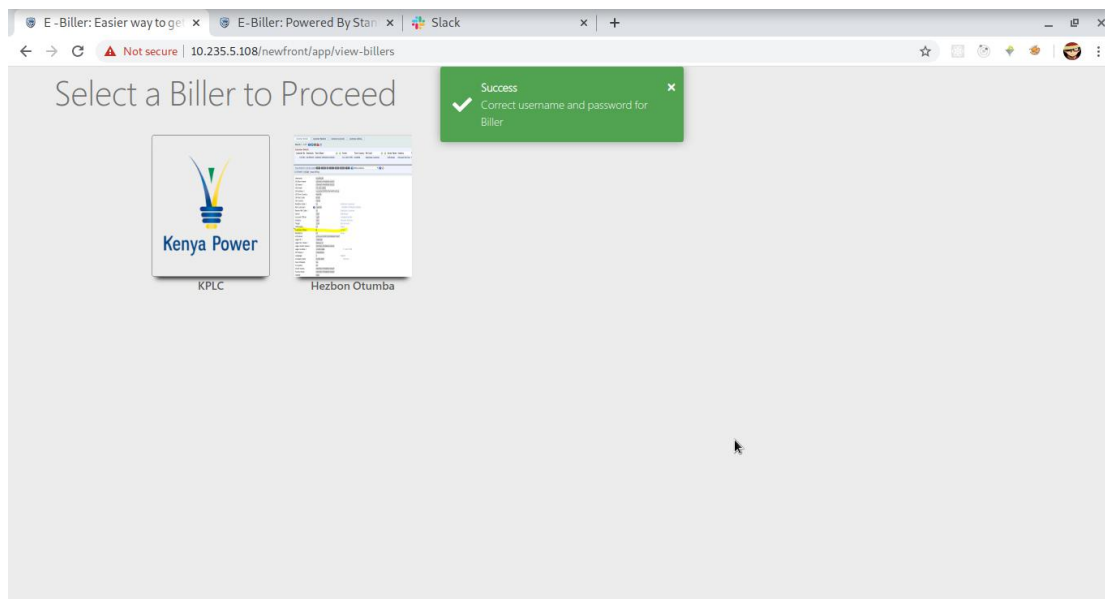 E -Biller: Easier way to get
E-Biller: Powered By Stan
Slack
Not secure
10.235.5.108/newfront/app/view-billers
Select a Biller to Proceed
Success
Correct username and password for
Biller
Kenya Power
KPLC
Hezbon Otumba